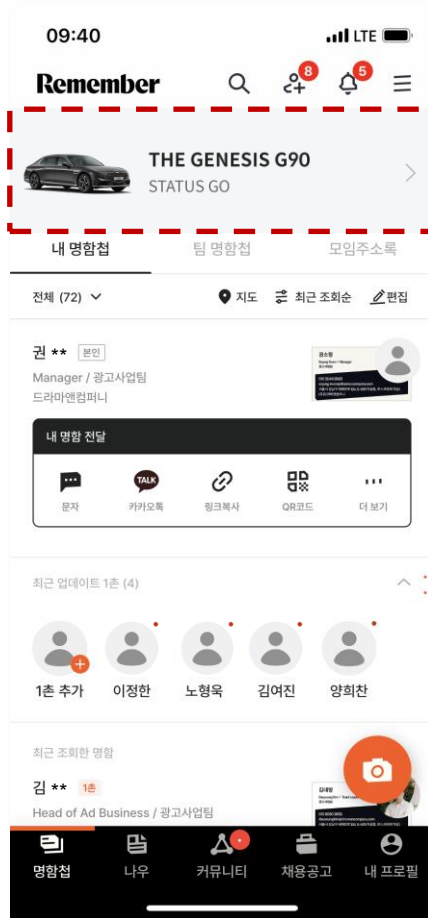 09:40
LTE
Remember
8
5
THE GENESIS G90
STATUS GO
내 명함첩
팀 명함첩
모임주소록
전체 (72)
지도
최근 조회순
편집
권 **
본인
Manager / 광고사업팀
드라마앤컴퍼니
내 명함 전달
TALK
문자
카카오톡
링크복사
QR코드
더 보기
최근 업데이트 1촌 (4)
1촌 추가
이정한
노형욱
김여진
양희찬
최근 조회한 명함
김 **
1촌
Head of Ad Business / 광고사업팀
명함첩
나우
커뮤니티
채용공고
내 프로필